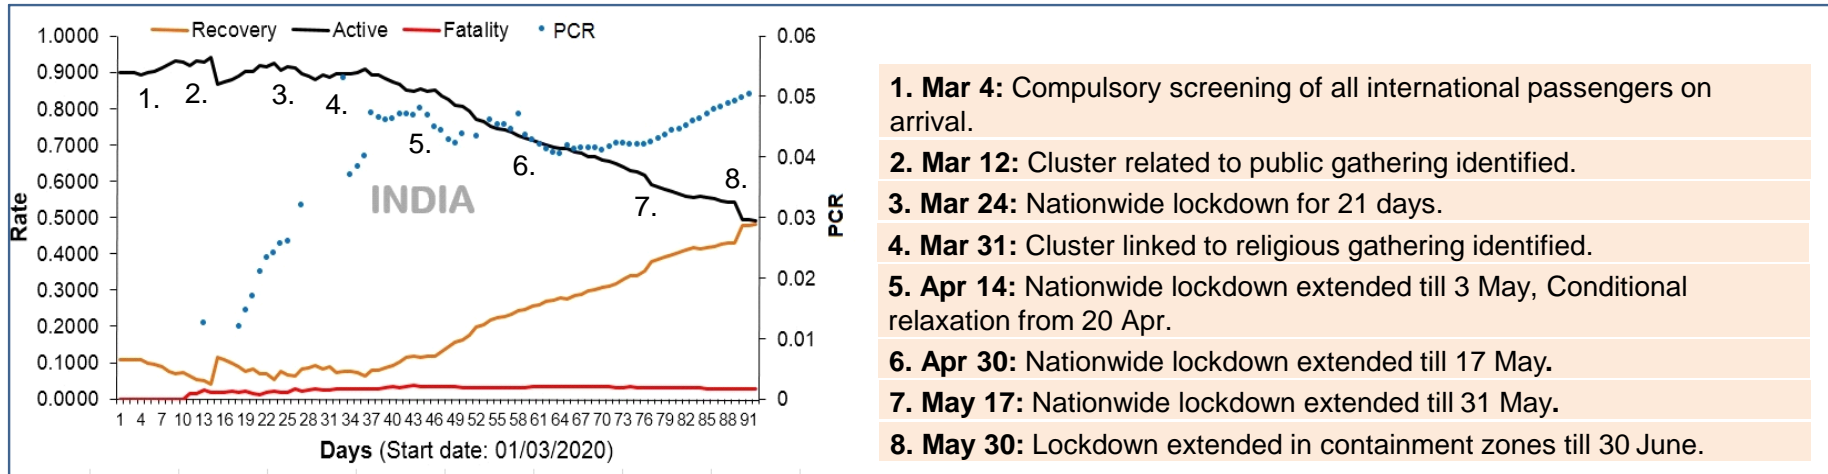 Recovery Active Fatality PCR
1.0000
0.9000
0.8000
0.7000
0.6000
0.5000
0.4000
0.3000
0.2000
0.1000
0.0000
Rate
0.06
0.05
0.04
0.03
0.02
0.01
0
PCR
1.
2.
3.
4.
5.
6.
7.
8.
INDIA
1 4 7 10 13 16 19 22 25 28 31 34 37 40 43 46 49 52 55 58 61 64 67 70 73 76 79 82 85 88 91
Days (Start date: 01/03/2020)
1. Mar 4: Compulsory screening of all international passengers on
arrival.
2. Mar 12: Cluster related to public gathering identified.
3. Mar 24: Nationwide lockdown for 21 days.
4. Mar 31: Cluster linked to religious gathering identified.
5. Apr 14: Nationwide lockdown extended till 3 May, Conditional
relaxation from 20 Apr.
6. Apr 30: Nationwide lockdown extended till 17 May.
7. May 17: Nationwide lockdown extended till 31 May.
8. May 30: Lockdown extended in containment zones till 30 June.